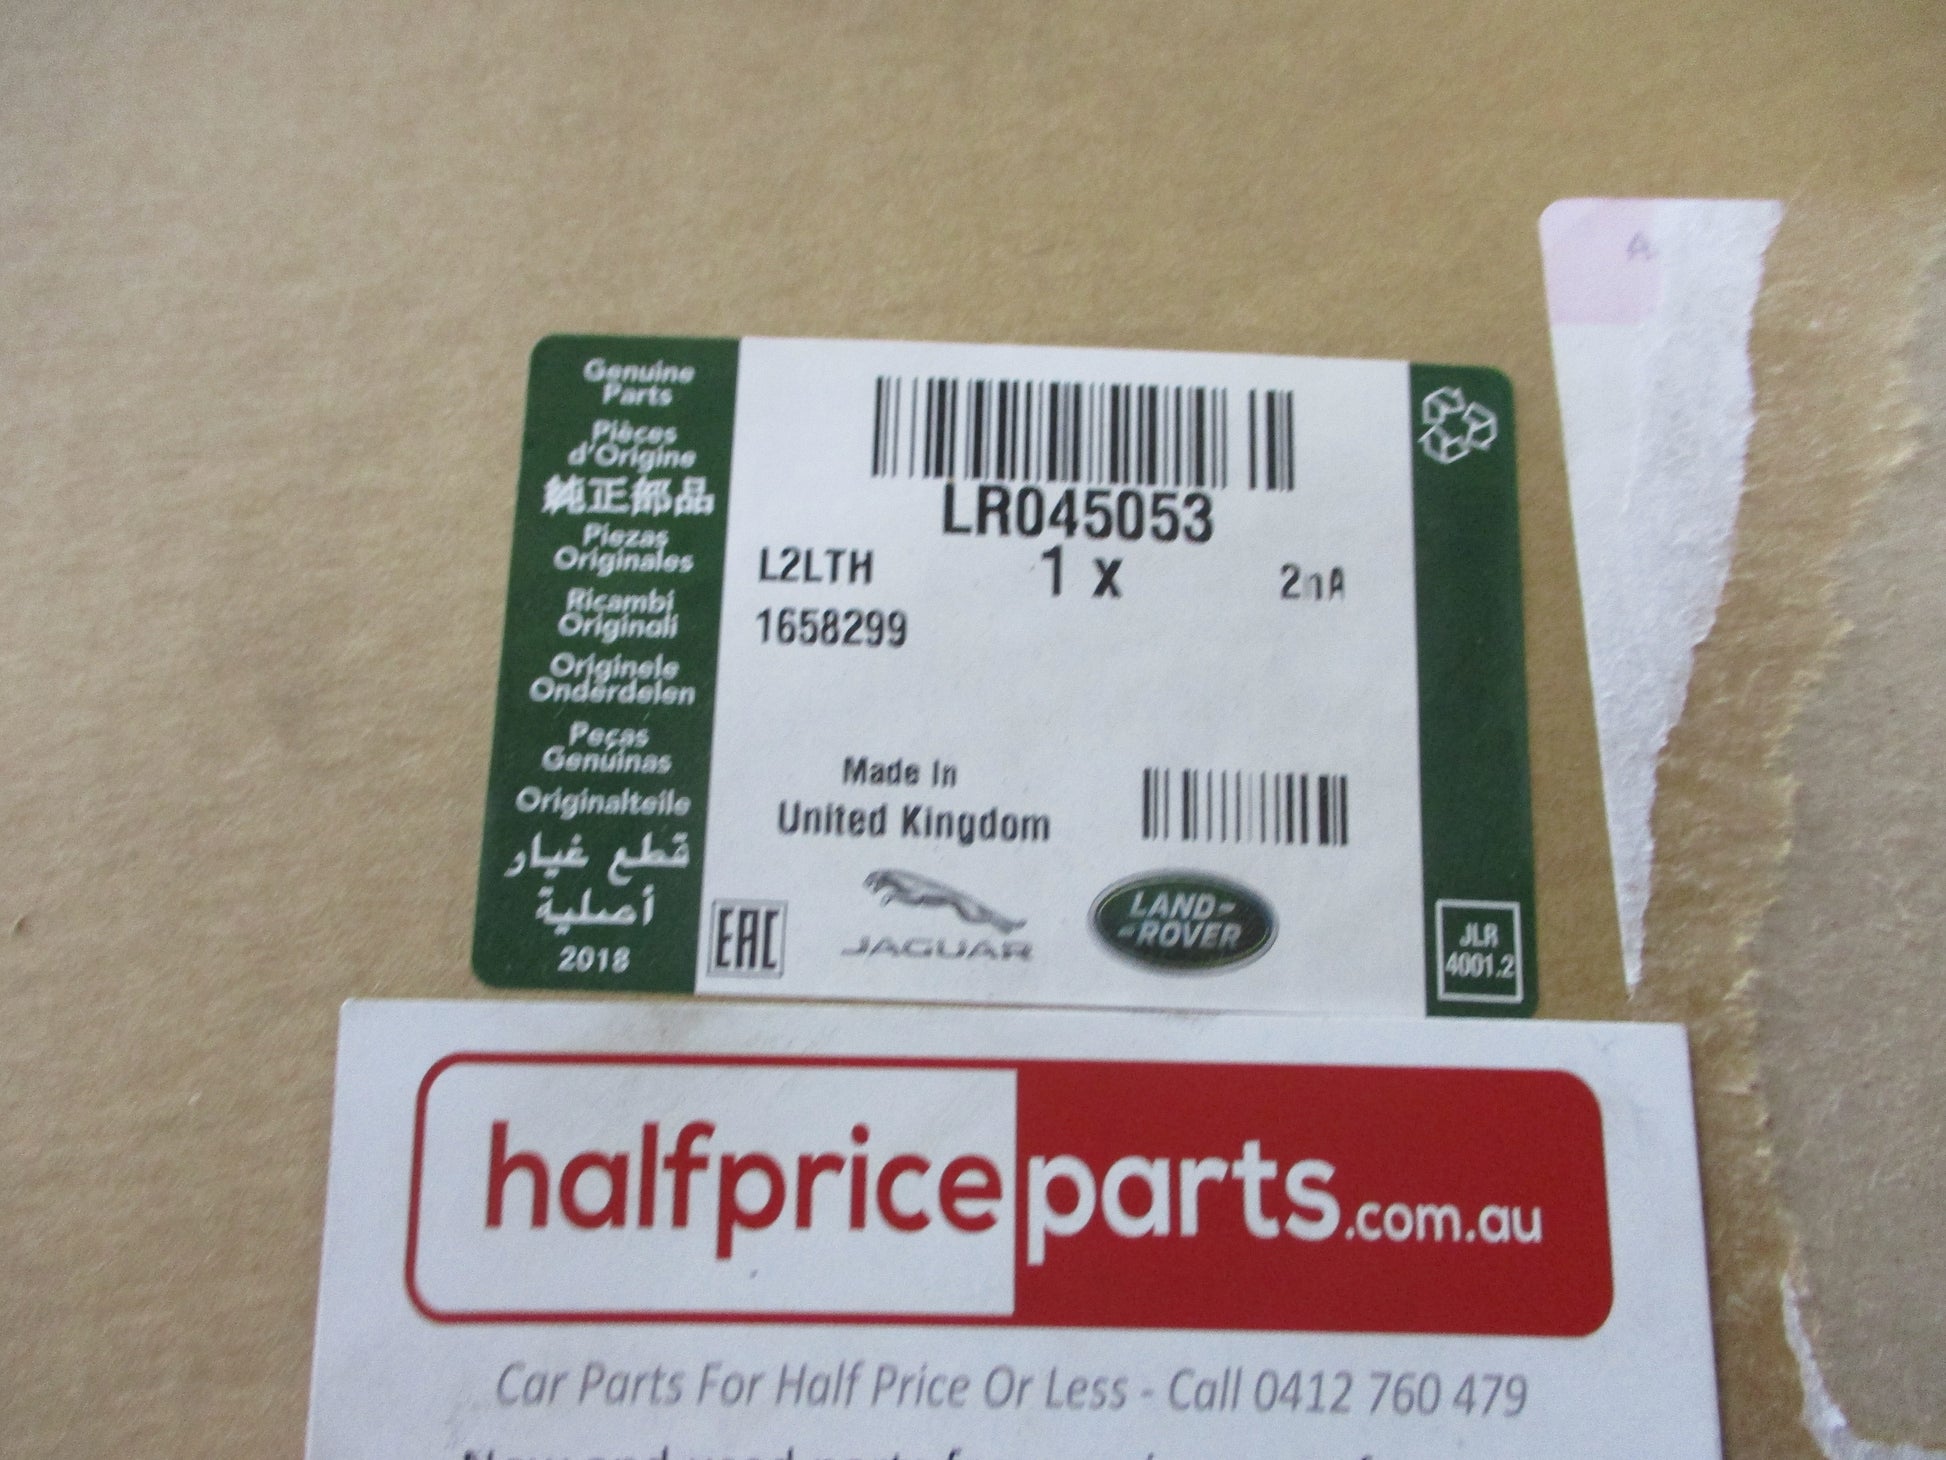 Genuine
Parts
Pièces
d'Origine
純正部品
Piezas
Originales
Ricambi
Originali
Originele
Onderdelen
Peças
Genuinas
Originalteile
قطع غيار
أصلية
2018
LR045053
L2LTH
1 x
1658299
Made In
United Kingdom
EAC
JAGUAR
LAND-
-ROVER
JLR
4001.2
A
halfpriceparts.com.au
Car Parts For Half Price Or Less - Call 0412 760 479